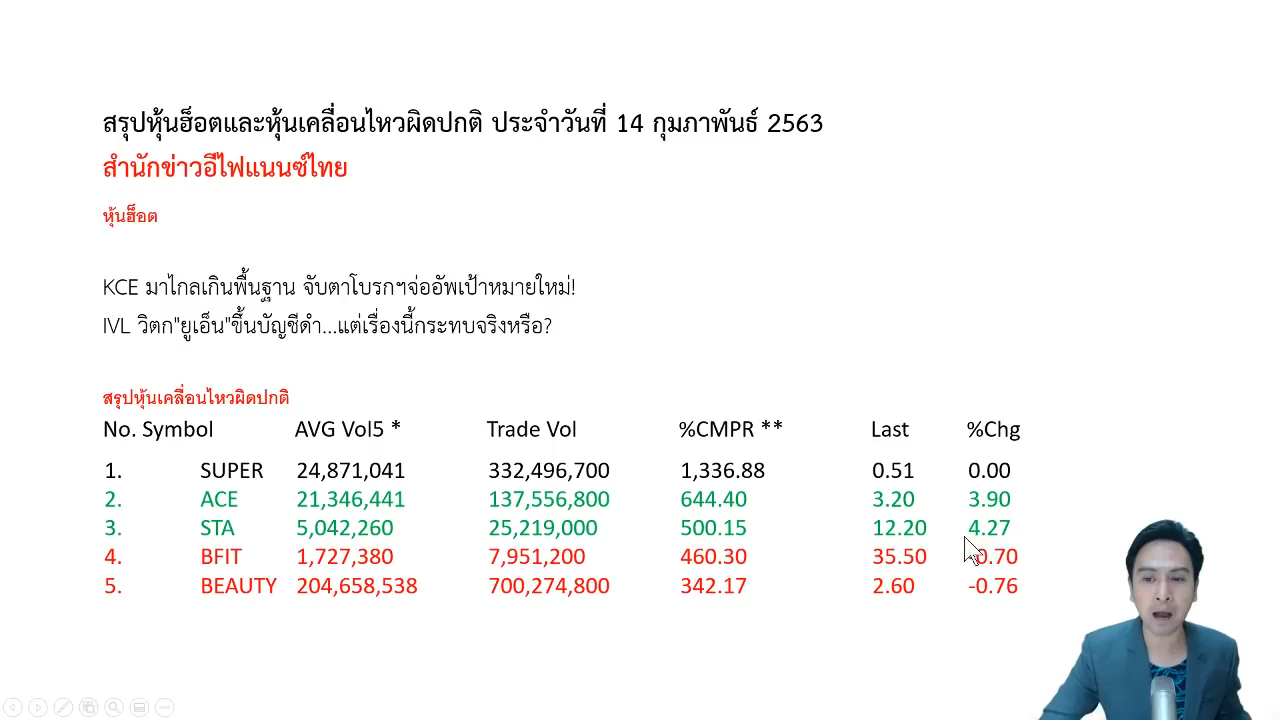 สรุปหุ้นฮ็อตและหุ้นเคลื่อนไหวผิดปกติ ประจำวันที่ 14 กุมภาพันธ์ 2563
สำนักข่าวอีไฟแนนซ์ไทย
หุ้นฮ็อต
KCE มาไกลเกินพื้นฐาน จับตาโบรกฯจ่ออัพเป้าหมายใหม่!
IVL วิตก"ยูเอ็น"ขึ้นบัญชีดำ...แต่เรื่องนี้กระทบจริงหรือ?
สรุปหุ้นเคลื่อนไหวผิดปกติ
No. Symbol AVG Vol5 * Trade Vol %CMPR ** Last %Chg
1. SUPER 24,871,041 332,496,700 1,336.88 0.51 0.00
2. ACE 21,346,441 137,556,800 644.40 3.20 3.90
3. STA 5,042,260 25,219,000 500.15 12.20 4.27
4. BFIT 1,727,380 7,951,200 460.30 35.50 -0.70
5. BEAUTY 204,658,538 700,274,800 342.17 2.60 -0.76